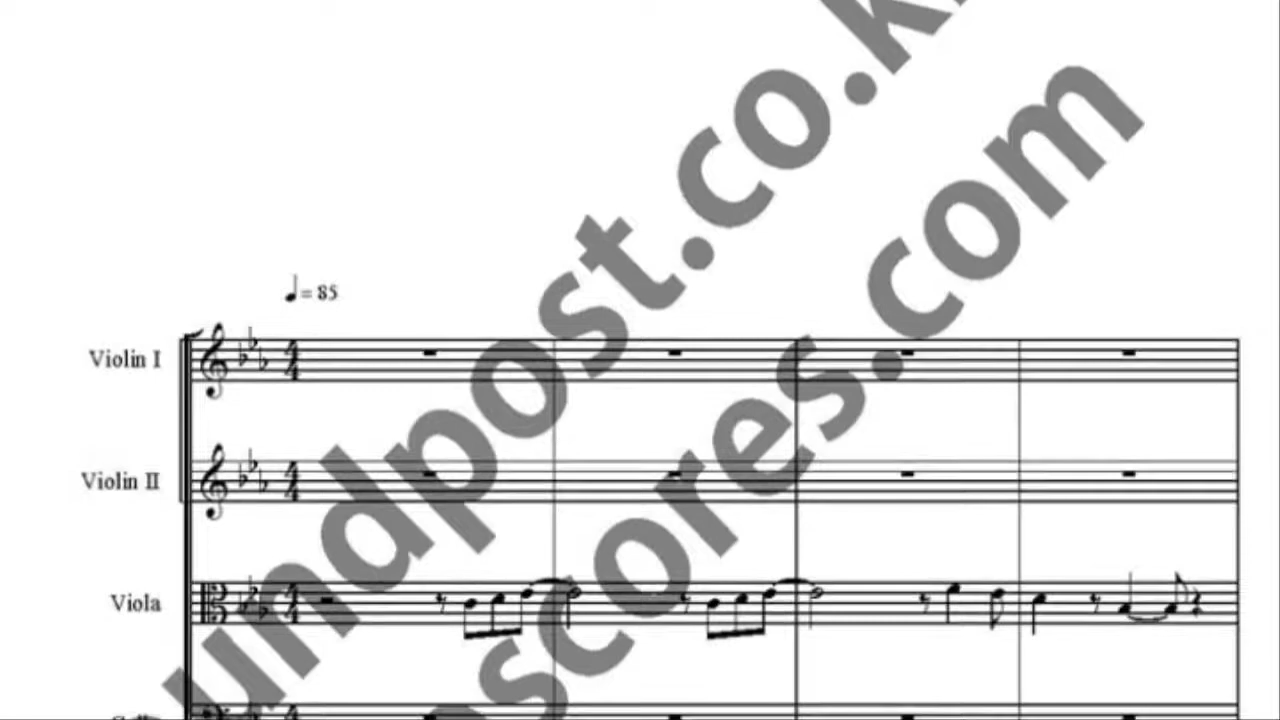 undpost.co.k
scores.com
= 85
Violin I
Violin II
Viola